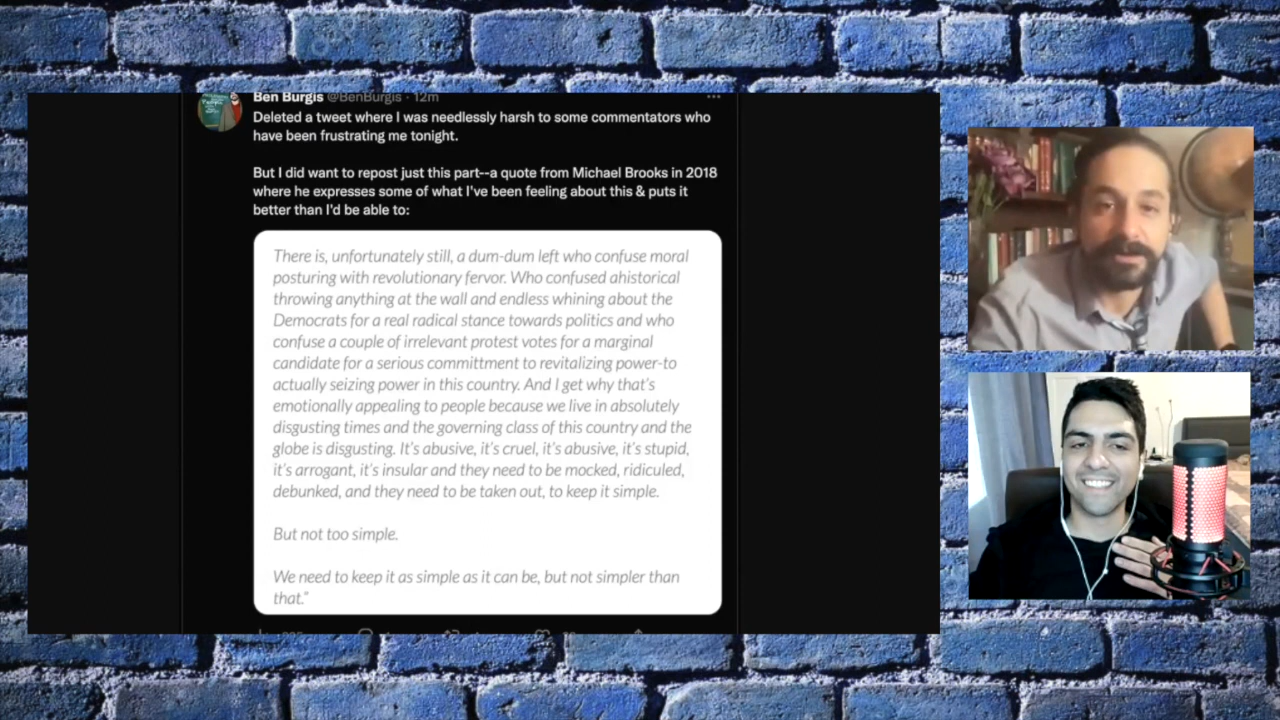 Ben Burgis @BenBurgis · 12m
Deleted a tweet where I was needlessly harsh to some commentators who
have been frustrating me tonight.
But I did want to repost just this part--a quote from Michael Brooks in 2018
where he expresses some of what I've been feeling about this & puts it
better than I'd be able to:
There is, unfortunately still, a dum-dum left who confuse moral
posturing with revolutionary fervor. Who confused ahistorical
throwing anything at the wall and endless whining about the
Democrats for a real radical stance towards politics and who
confuse a couple of irrelevant protest votes for a marginal
candidate for a serious committment to revitalizing power-to
actually seizing power in this country. And I get why that's
emotionally appealing to people because we live in absolutely
disgusting times and the governing class of this country and the
globe is disgusting. It's abusive, it's cruel, it's abusive, it's stupid,
it's arrogant, it's insular and they need to be mocked, ridiculed,
debunked, and they need to be taken out, to keep it simple.
But not too simple.
We need to keep it as simple as it can be, but not simpler than
that."